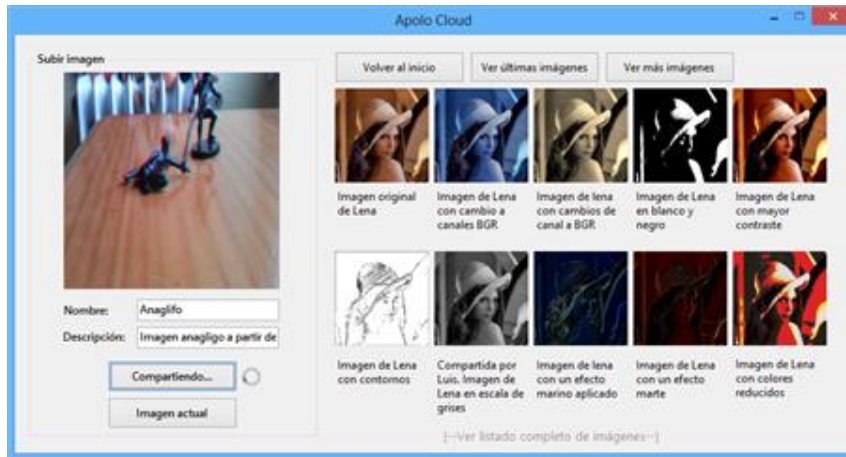 Apolo Cloud
Subir imagen
Volver al inicio
Ver últimas imágenes
Ver más imágenes
Imagen original
de Lena
Imagen de Lena
con cambio a
canales BGR
Imagen de lena
con cambios de
canal a BGR
Imagen de Lena
en blanco y
negro
Imagen de Lena
con mayor
contraste
Nombre:
Anaglifo
Descripción:
Imagen anagligo a partir de
Compartiendo...
Imagen actual
Imagen de Lena
con contornos
Compartida por
Luis. Imagen de
Lena en escala de
grises
Imagen de lena
con un efecto
marino aplicado
Imagen de Lena
con un efecto
marte
Imagen de Lena
con colores
reducidos
[--Ver listado completo de imágenes--]